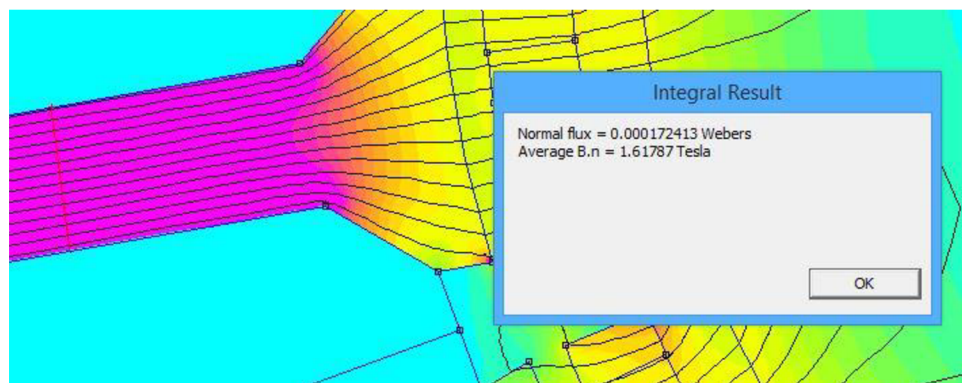 Integral Result
Normal flux = 0.000172413 Webers
Average B.n = 1.61787 Tesla
OK